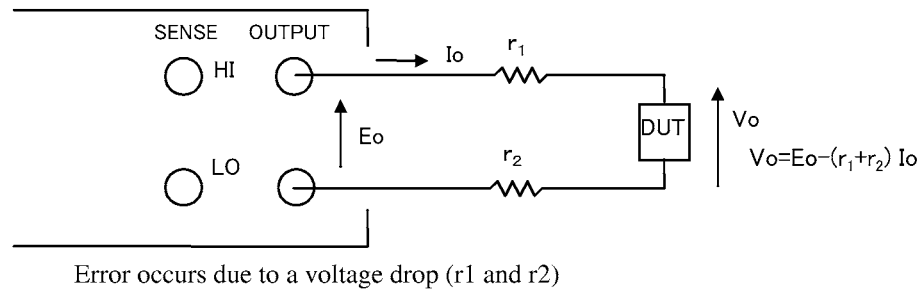 SENSE OUTPUT
HI
Io
r₁
Eo
DUT
Vo
Vo=Eo-(r₁+r₂) Io
LO
r₂
Error occurs due to a voltage drop (r1 and r2)